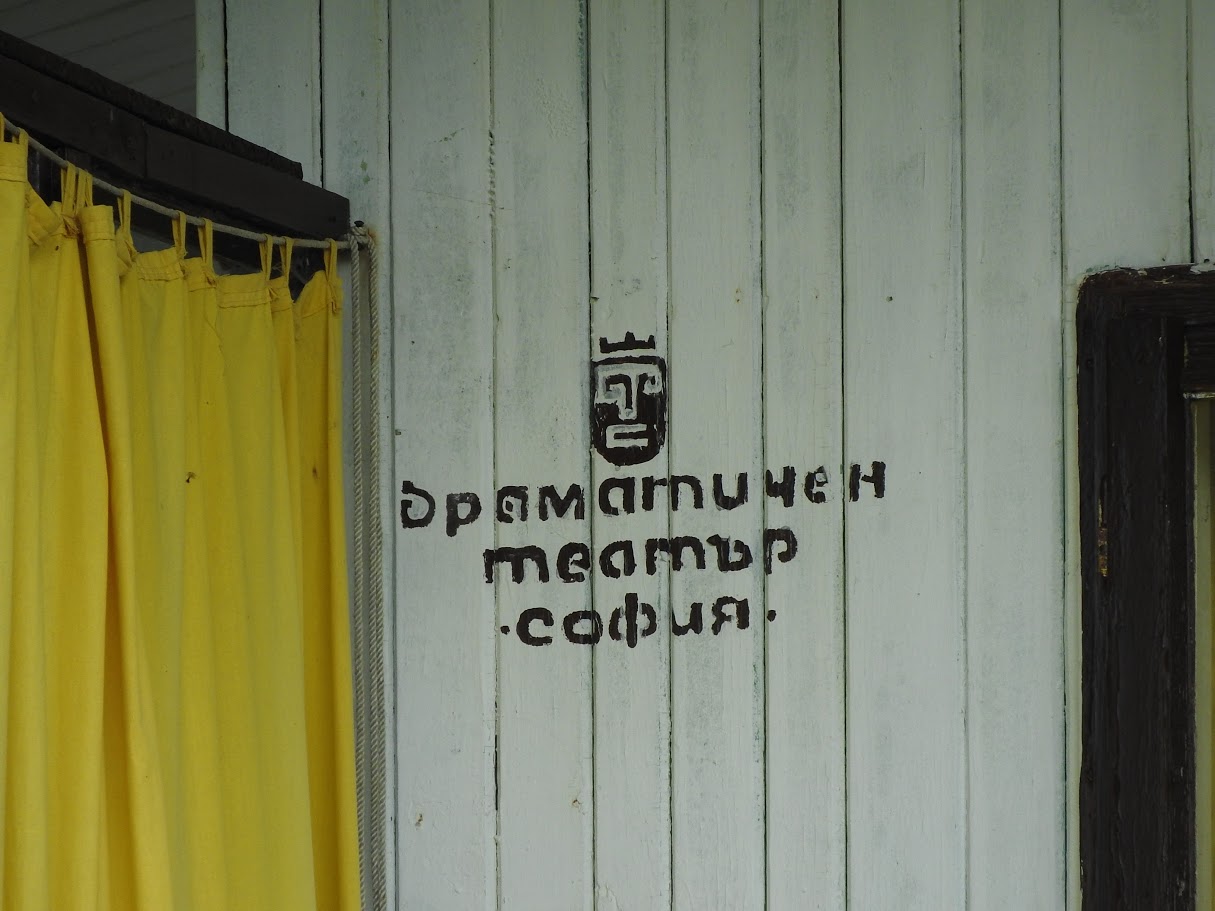 драматичен
театър
·софия·